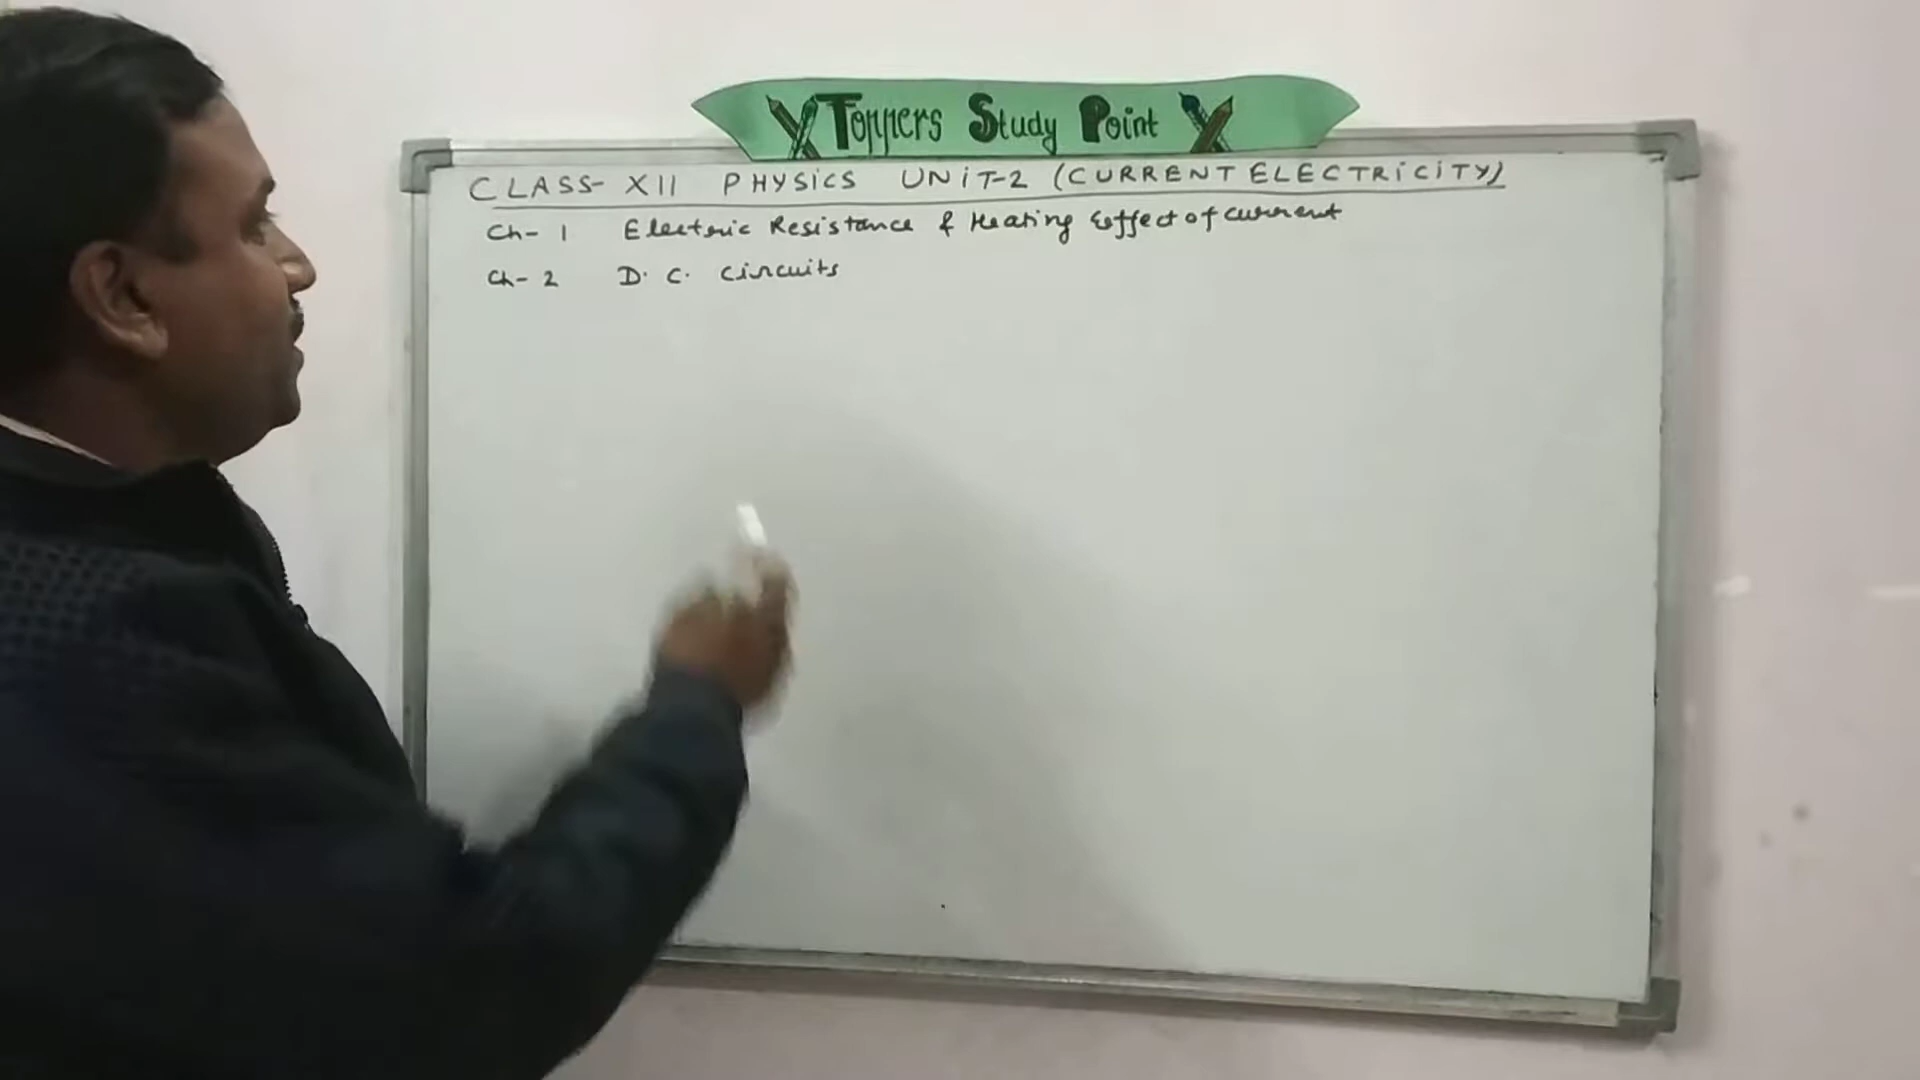 Toppers Study Point
CLASS- XII PHYSICS UNiT-2 (CURRENT ELECTRiCiTY)
Ch- 1 Electric Resistance & Heating Effect of current
Ch- 2 D. C. Circuits